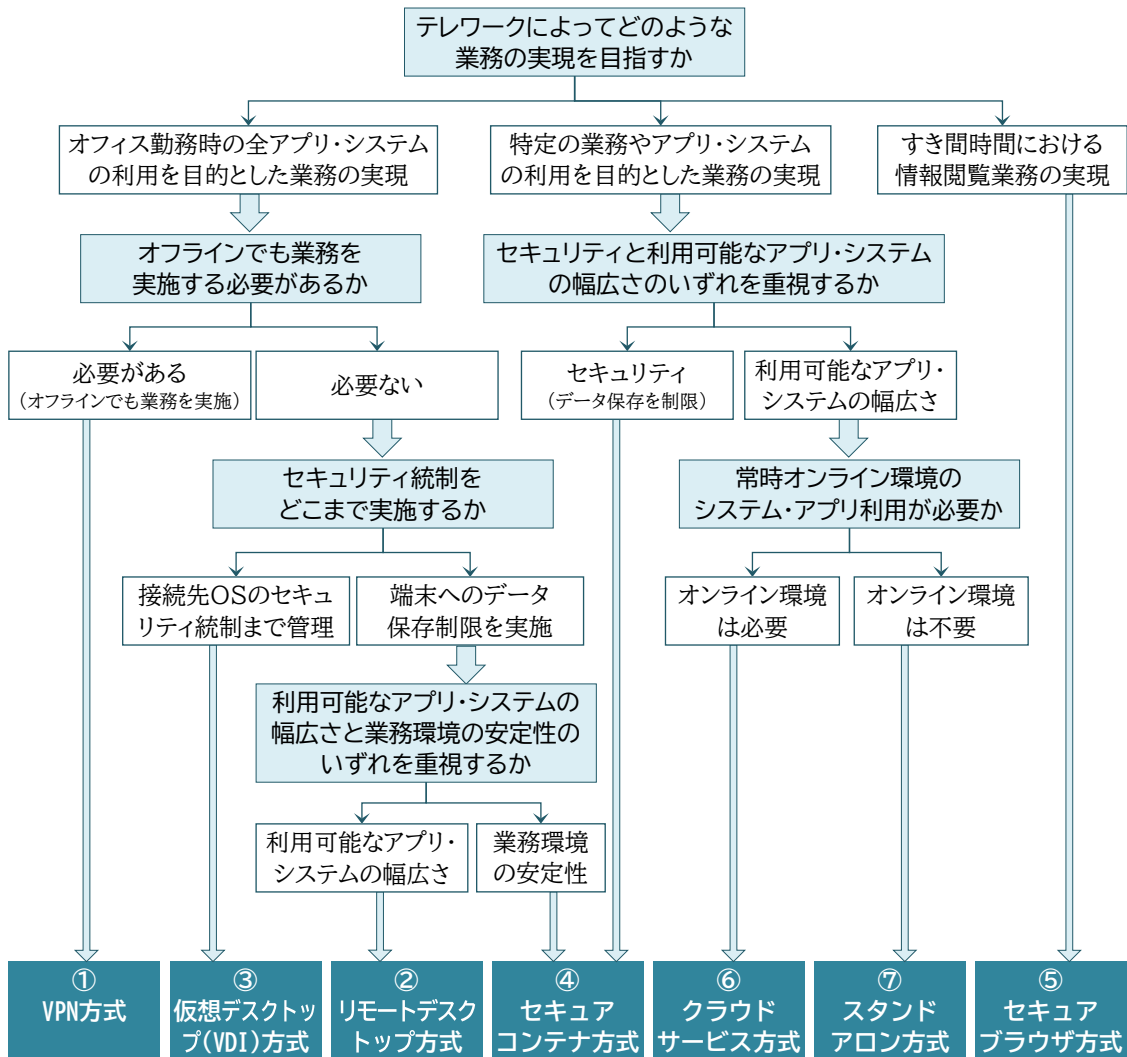 テレワークによってどのような
業務の実現を目指すか
オフィス勤務時の全アプリ・システム
の利用を目的とした業務の実現
特定の業務やアプリ・システム
の利用を目的とした業務の実現
すき間時間における
情報閲覧業務の実現
オフラインでも業務を
実施する必要があるか
セキュリティと利用可能なアプリ・システム
の幅広さのいずれを重視するか
必要がある
（オフラインでも業務を実施）
必要ない
セキュリティ
（データ保存を制限）
利用可能なアプリ・
システムの幅広さ
セキュリティ統制を
どこまで実施するか
常時オンライン環境の
システム・アプリ利用が必要か
接続先OSのセキュ
リティ統制まで管理
端末へのデータ
保存制限を実施
オンライン環境
は必要
オンライン環境
は不要
利用可能なアプリ・システムの
幅広さと業務環境の安定性の
いずれを重視するか
利用可能なアプリ・
システムの幅広さ
業務環境
の安定性
①
VPN方式
③
仮想デスクトッ
プ(VDI)方式
②
リモートデスク
トップ方式
④
セキュア
コンテナ方式
⑥
クラウド
サービス方式
⑦
スタンド
アロン方式
⑤
セキュア
ブラウザ方式